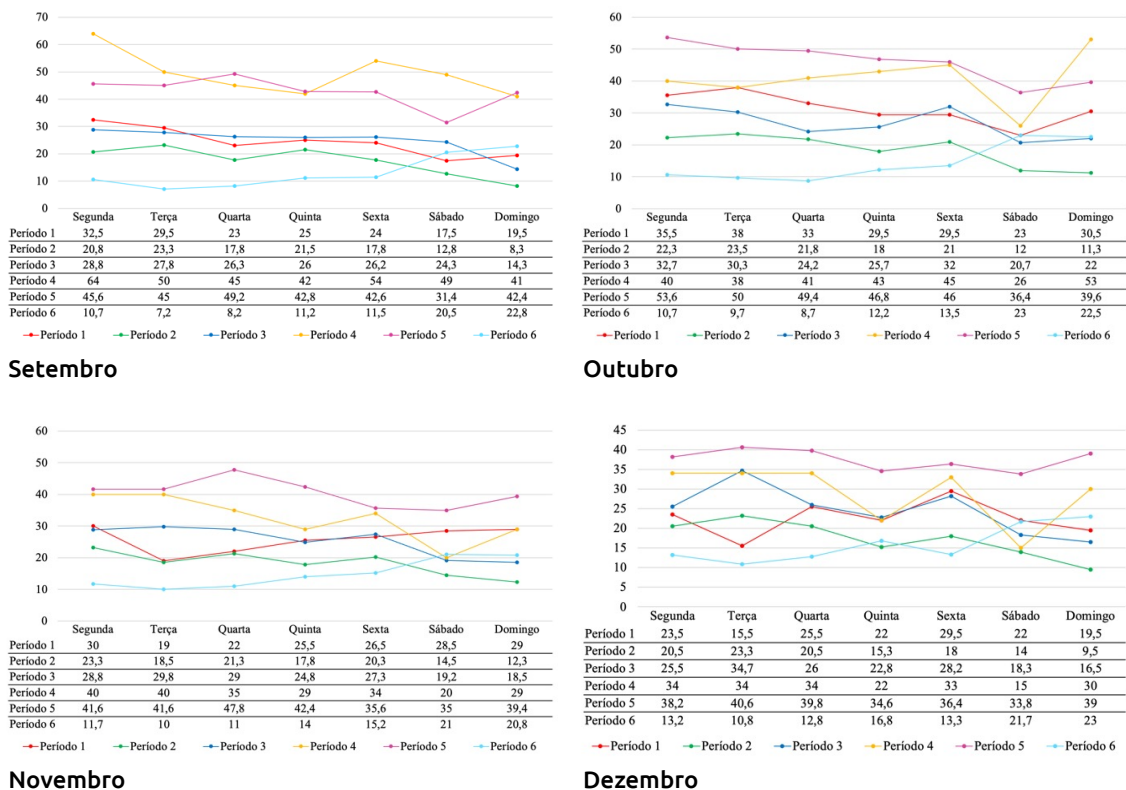 70
60
50
40
30
20
10
0
Segunda Terça Quarta Quinta Sexta Sábado Domingo
Período 1 32,5 29,5 23 25 24 17,5 19,5
Período 2 20,8 23,3 17,8 21,5 17,8 12,8 8,3
Período 3 28,8 27,8 26,3 26 26,2 24,3 14,3
Período 4 64 50 45 42 54 49 41
Período 5 45,6 45 49,2 42,8 42,6 31,4 42,4
Período 6 10,7 7,2 8,2 11,2 11,5 20,5 22,8
Período 1 Período 2 Período 3 Período 4 Período 5 Período 6
Setembro
60
50
40
30
20
10
0
Segunda Terça Quarta Quinta Sexta Sábado Domingo
Período 1 35,5 38 33 29,5 29,5 23 30,5
Período 2 22,3 23,5 21,8 18 21 12 11,3
Período 3 32,7 30,3 24,2 25,7 32 20,7 22
Período 4 40 38 41 43 45 26 53
Período 5 53,6 50 49,4 46,8 46 36,4 39,6
Período 6 10,7 9,7 8,7 12,2 13,5 23 22,5
Período 1 Período 2 Período 3 Período 4 Período 5 Período 6
Outubro
60
50
40
30
20
10
0
Segunda Terça Quarta Quinta Sexta Sábado Domingo
Período 1 30 19 22 25,5 26,5 28,5 29
Período 2 23,3 18,5 21,3 17,8 20,3 14,5 12,3
Período 3 28,8 29,8 29 24,8 27,3 19,2 18,5
Período 4 40 40 35 29 34 20 29
Período 5 41,6 41,6 47,8 42,4 35,6 35 39,4
Período 6 11,7 10 11 14 15,2 21 20,8
Período 1 Período 2 Período 3 Período 4 Período 5 Período 6
Novembro
45
40
35
30
25
20
15
10
5
0
Segunda Terça Quarta Quinta Sexta Sábado Domingo
Período 1 23,5 15,5 25,5 22 29,5 22 19,5
Período 2 20,5 23,3 20,5 15,3 18 14 9,5
Período 3 25,5 34,7 26 22,8 28,2 18,3 16,5
Período 4 34 34 34 22 33 15 30
Período 5 38,2 40,6 39,8 34,6 36,4 33,8 39
Período 6 13,2 10,8 12,8 16,8 13,3 21,7 23
Período 1 Período 2 Período 3 Período 4 Período 5 Período 6
Dezembro